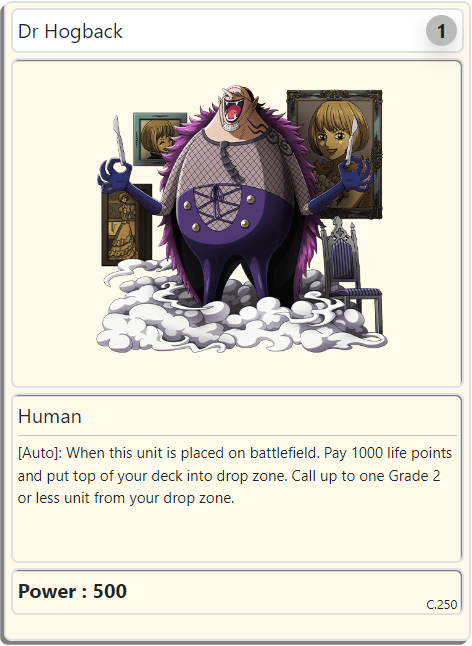 Dr Hogback
1
Human
[Auto]: When this unit is placed on battlefield. Pay 1000 life points
and put top of your deck into drop zone. Call up to one Grade 2
or less unit from your drop zone.
Power : 500
C.250